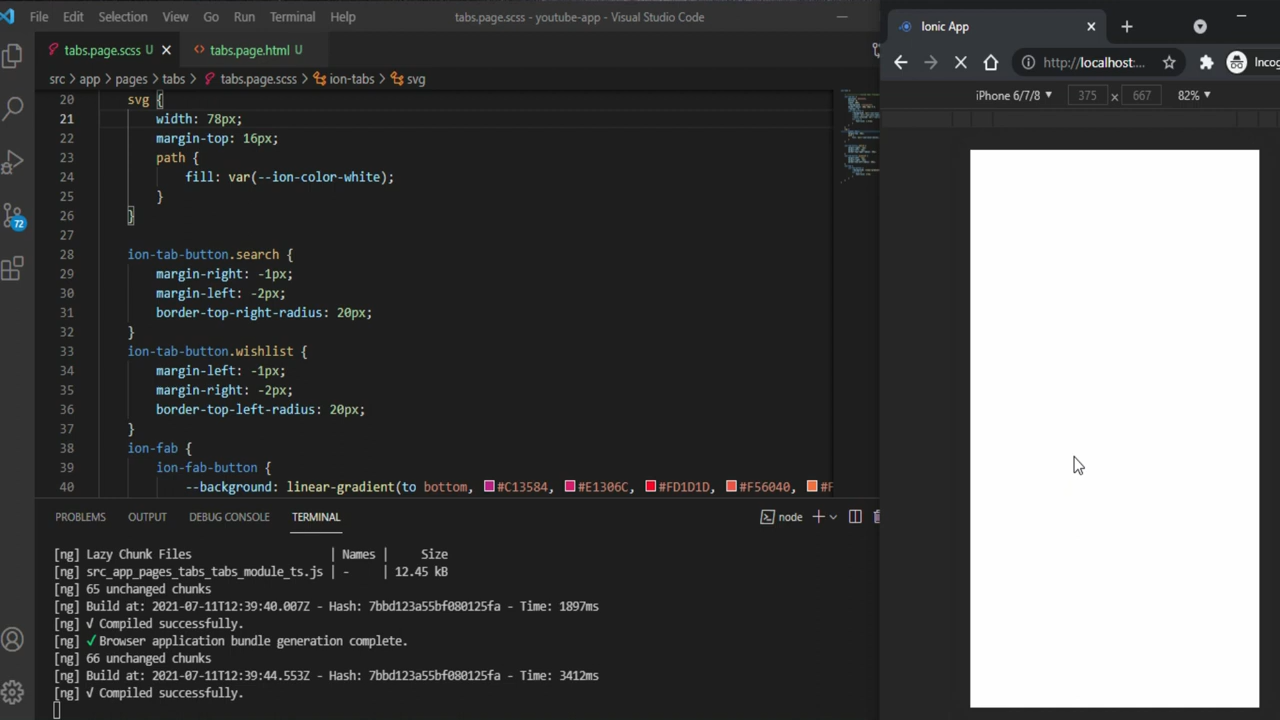 File Edit Selection View Go Run Terminal Help tabs.page.scss - youtube-app - Visual Studio Code
tabs.page.scss U tabs.page.html U
src > app > pages > tabs > tabs.page.scss > ion-tabs > svg
20 svg {
21 width: 78px;
22 margin-top: 16px;
23 path {
24 fill: var(--ion-color-white);
25 }
26 }
27
28 ion-tab-button.search {
29 margin-right: -1px;
30 margin-left: -2px;
31 border-top-right-radius: 20px;
32 }
33 ion-tab-button.wishlist {
34 margin-left: -1px;
35 margin-right: -2px;
36 border-top-left-radius: 20px;
37 }
38 ion-fab {
39 ion-fab-button {
40 --background: linear-gradient(to bottom, #C13584, #E1306C, #FD1D1D, #F56040, #F
72
PROBLEMS OUTPUT DEBUG CONSOLE TERMINAL node
[ng] Lazy Chunk Files | Names | Size
[ng] src_app_pages_tabs_tabs_module_ts.js | - | 12.45 kB
[ng] 65 unchanged chunks
[ng] Build at: 2021-07-11T12:39:40.007Z - Hash: 7bbd123a55bf080125fa - Time: 1897ms
[ng] √ Compiled successfully.
[ng] ✓ Browser application bundle generation complete.
[ng] 66 unchanged chunks
[ng] Build at: 2021-07-11T12:39:44.553Z - Hash: 7bbd123a55bf080125fa - Time: 3412ms
[ng] √ Compiled successfully.
Ionic App
http://localhost:... Incog
iPhone 6/7/8 ▼ 375 x 667 82% ▼